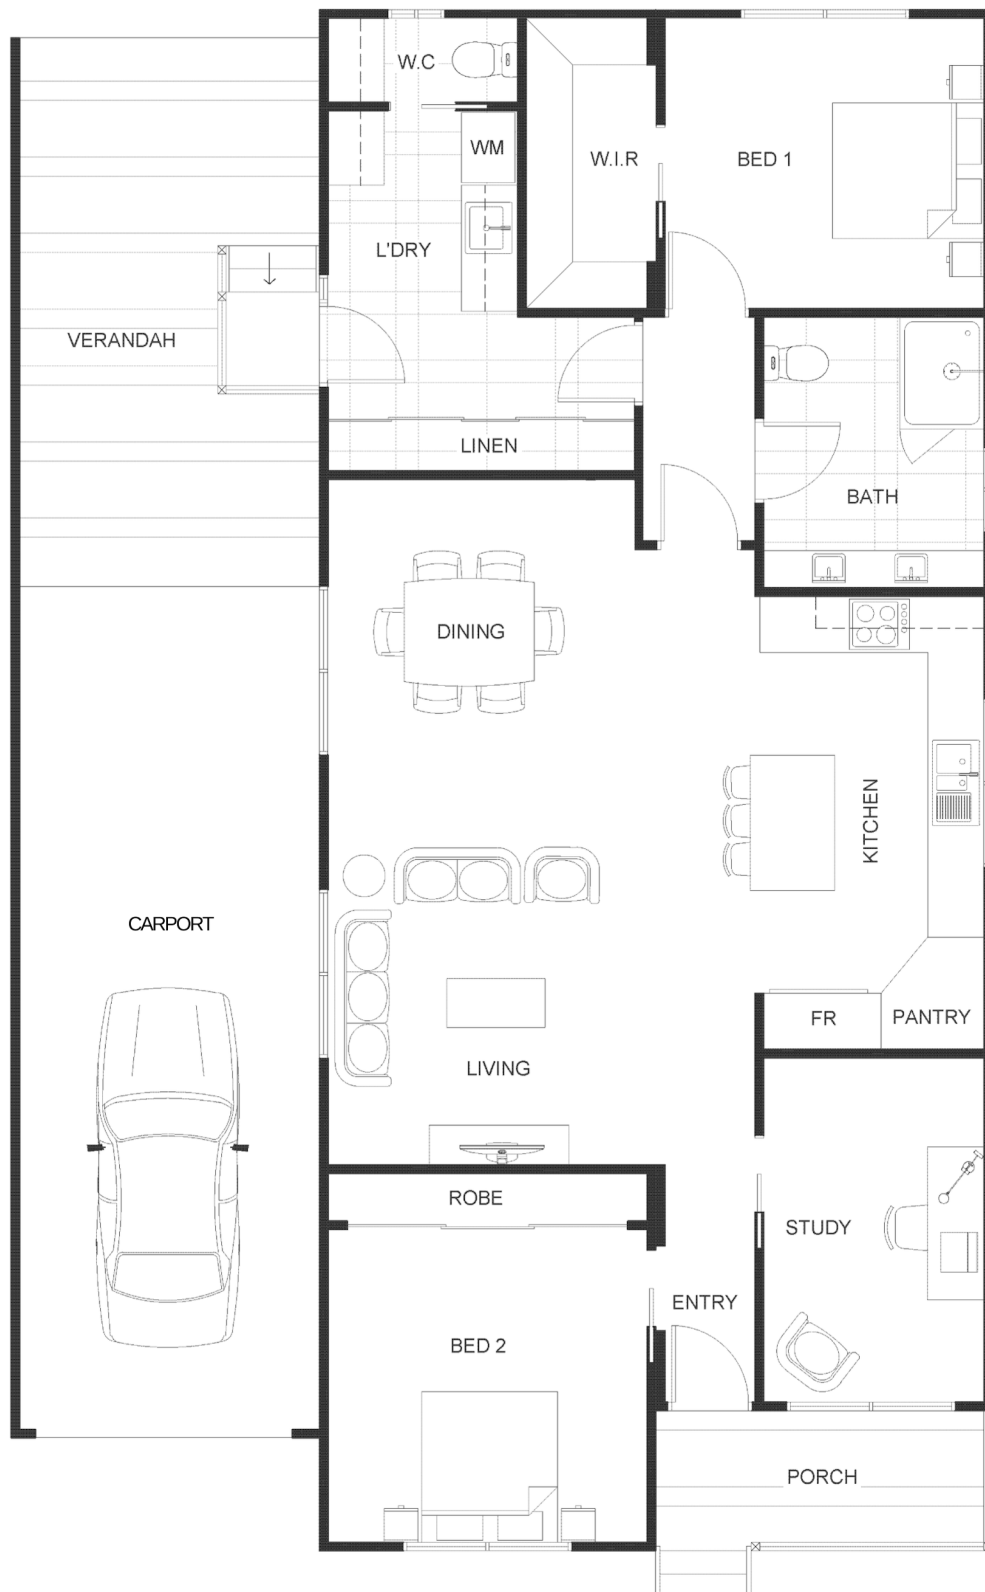 W.C
WM
W.I.R
BED 1
L'DRY
VERANDAH
LINEN
BATH
DINING
KITCHEN
CARPORT
FR
PANTRY
LIVING
ROBE
STUDY
ENTRY
BED 2
PORCH